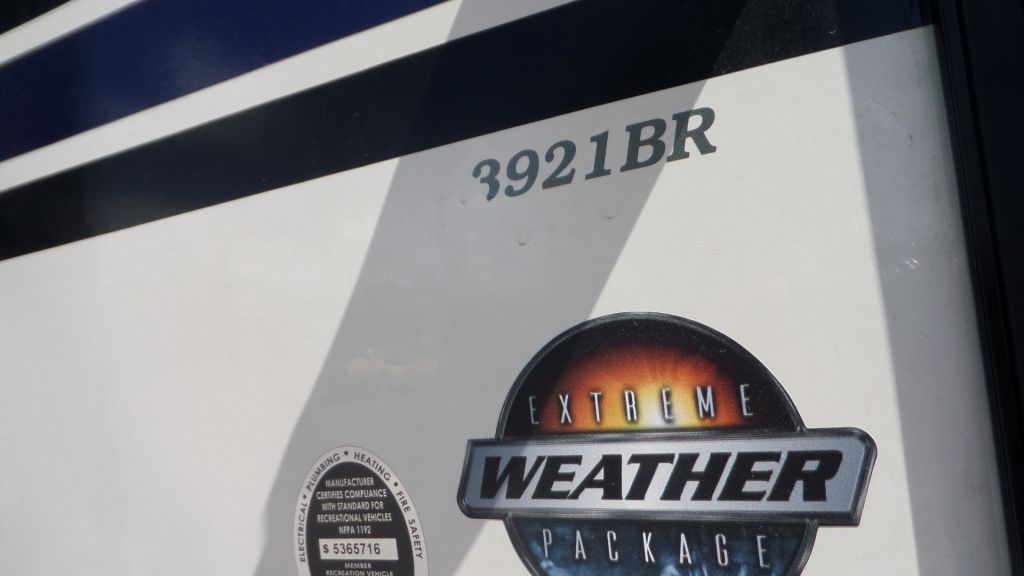 3921BR
EXTREME
WEATHER
PACKAGE
ELECTRICAL • PLUMBING • HEATING • FIRE SAFETY
MANUFACTURER
CERTIFIES COMPLIANCE
WITH STANDARD FOR
RECREATIONAL VEHICLES
NFPA 1192
S 5365716
MEMBER
RECREATION VEHICLE